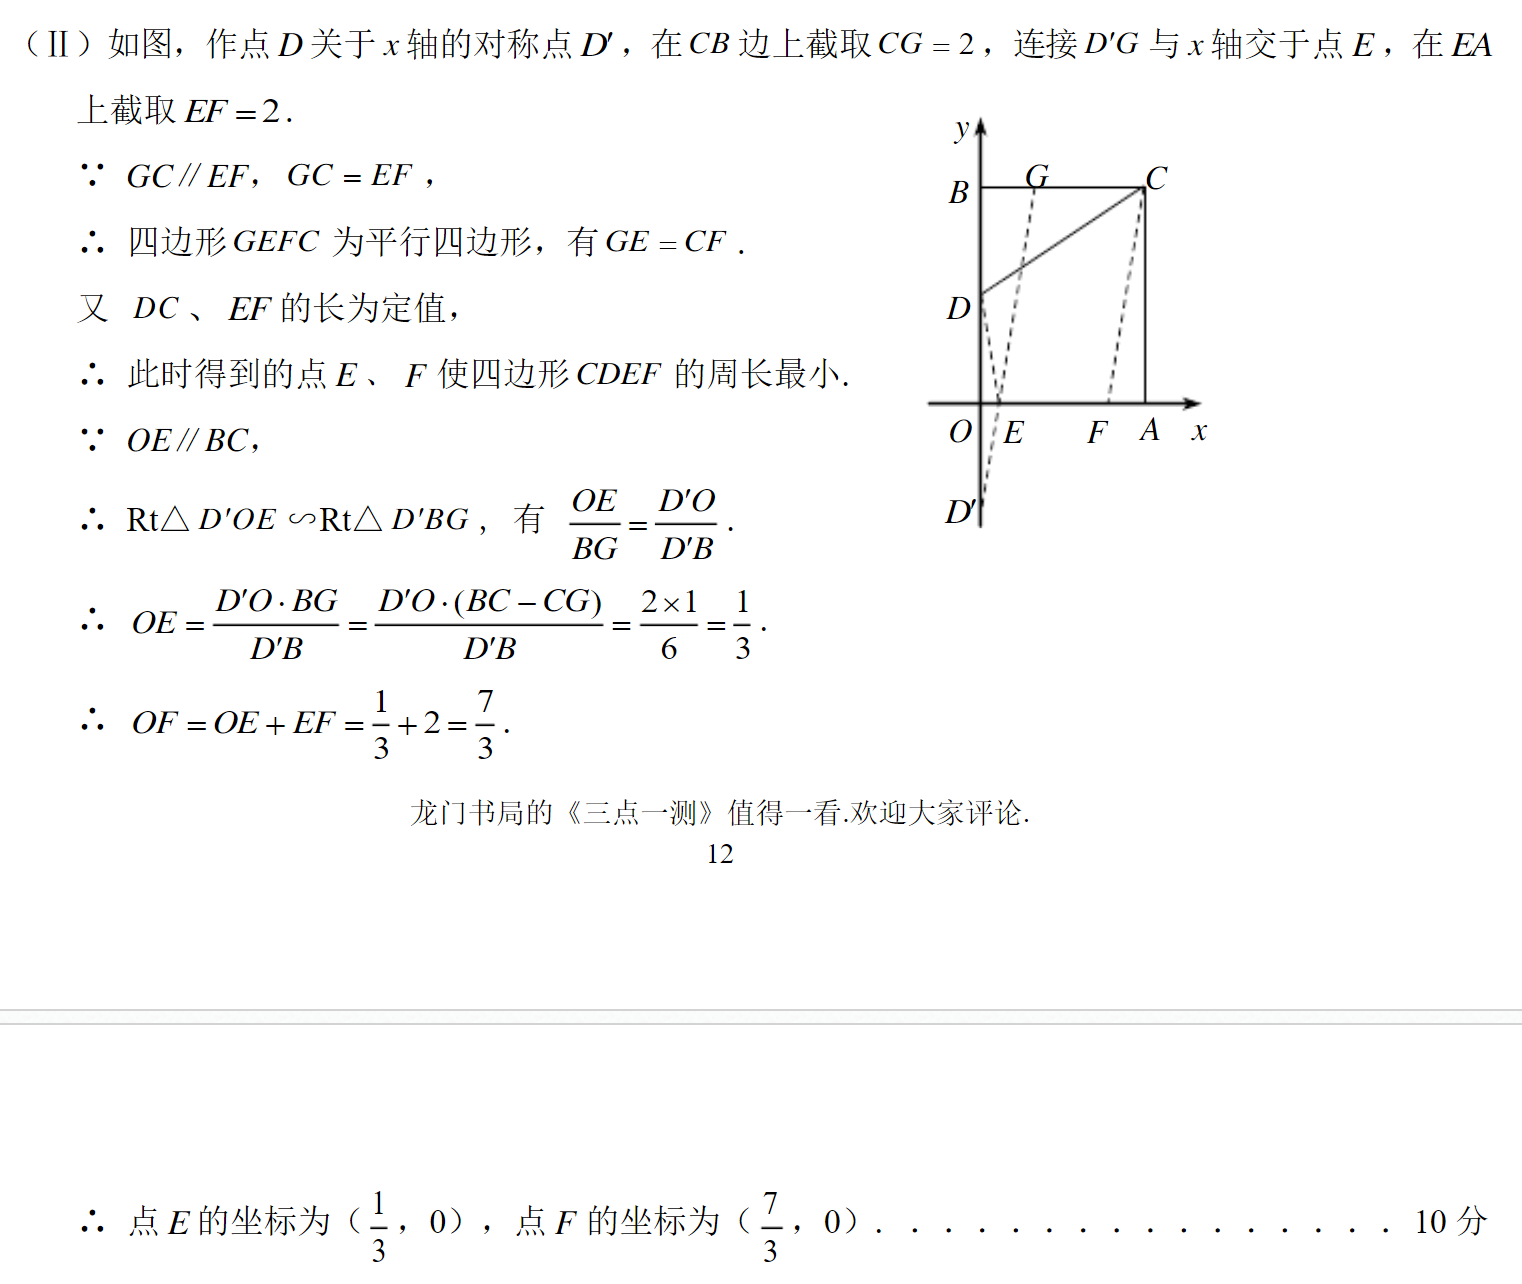 （Ⅱ）如图，作点D关于x轴的对称点D′，在CB边上截取CG = 2，连接D′G与x轴交于点E，在EA
上截取EF = 2.
∵ GC∥EF，GC = EF，
∴ 四边形GEFC为平行四边形，有GE = CF.
又 DC、EF的长为定值，
∴ 此时得到的点E、F使四边形CDEF的周长最小.
∵ OE∥BC，
∴ Rt△D′OE∽Rt△D′BG，有 OE/BG = D′O/D′B.
∴ OE = D′O·BG/D′B = D′O·(BC－CG)/D′B = 2×1/6 = 1/3.
∴ OF = OE + EF = 1/3 + 2 = 7/3.
y
B G C
D
O E F A x
D′
龙门书局的《三点一测》值得一看.欢迎大家评论.
12
∴ 点E的坐标为（1/3，0），点F的坐标为（7/3，0）. . . . . . . . . . . . . . . . 10 分